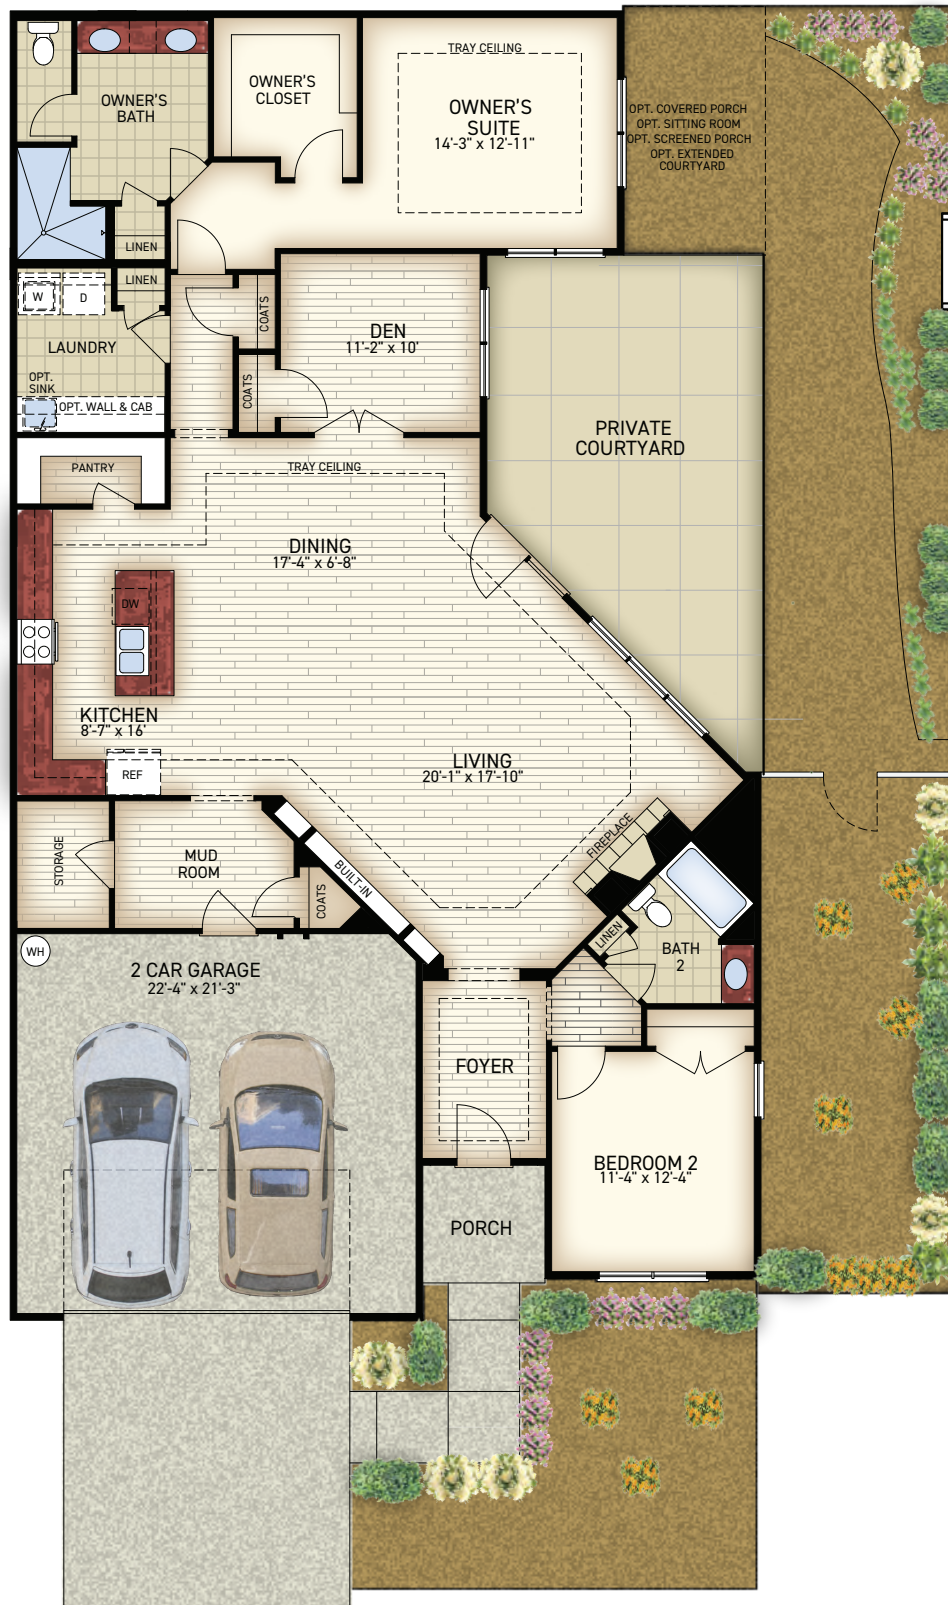 TRAY CEILING
OWNER'S
CLOSET
OWNER'S
BATH
OWNER'S
SUITE
14'-3" x 12'-11"
OPT. COVERED PORCH
OPT. SITTING ROOM
OPT. SCREENED PORCH
OPT. EXTENDED
COURTYARD
LINEN
LINEN
W
D
COATS
DEN
11'-2" x 10'
LAUNDRY
OPT.
SINK
OPT. WALL & CAB
COATS
PRIVATE
COURTYARD
PANTRY
TRAY CEILING
DINING
17'-4" x 6'-8"
DW
KITCHEN
8'-7" x 16'
REF
LIVING
20'-1" x 17'-10"
FIREPLACE
STORAGE
MUD
ROOM
BUILT-IN
COATS
LINEN
BATH
2
WH
2 CAR GARAGE
22'-4" x 21'-3"
FOYER
BEDROOM 2
11'-4" x 12'-4"
PORCH